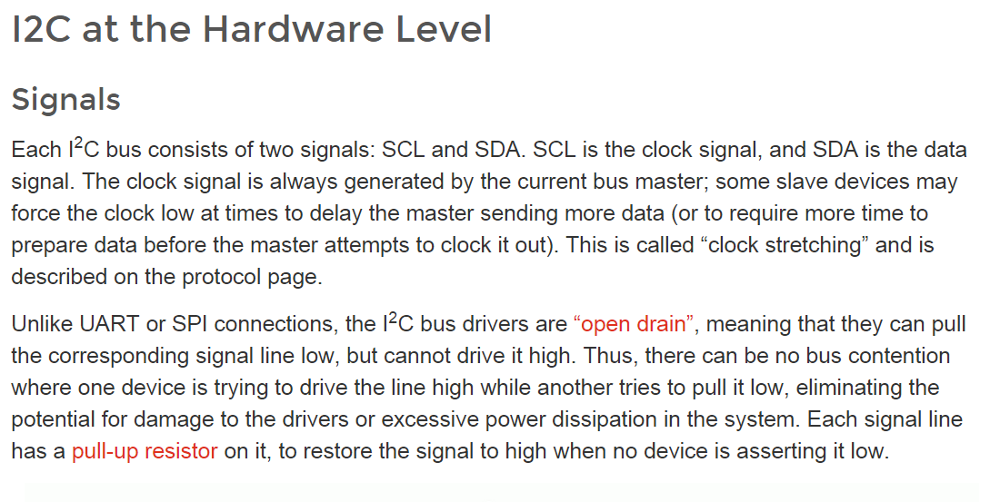 I2C at the Hardware Level
Signals
Each I²C bus consists of two signals: SCL and SDA. SCL is the clock signal, and SDA is the data
signal. The clock signal is always generated by the current bus master; some slave devices may
force the clock low at times to delay the master sending more data (or to require more time to
prepare data before the master attempts to clock it out). This is called “clock stretching” and is
described on the protocol page.
Unlike UART or SPI connections, the I²C bus drivers are “open drain”, meaning that they can pull
the corresponding signal line low, but cannot drive it high. Thus, there can be no bus contention
where one device is trying to drive the line high while another tries to pull it low, eliminating the
potential for damage to the drivers or excessive power dissipation in the system. Each signal line
has a pull-up resistor on it, to restore the signal to high when no device is asserting it low.